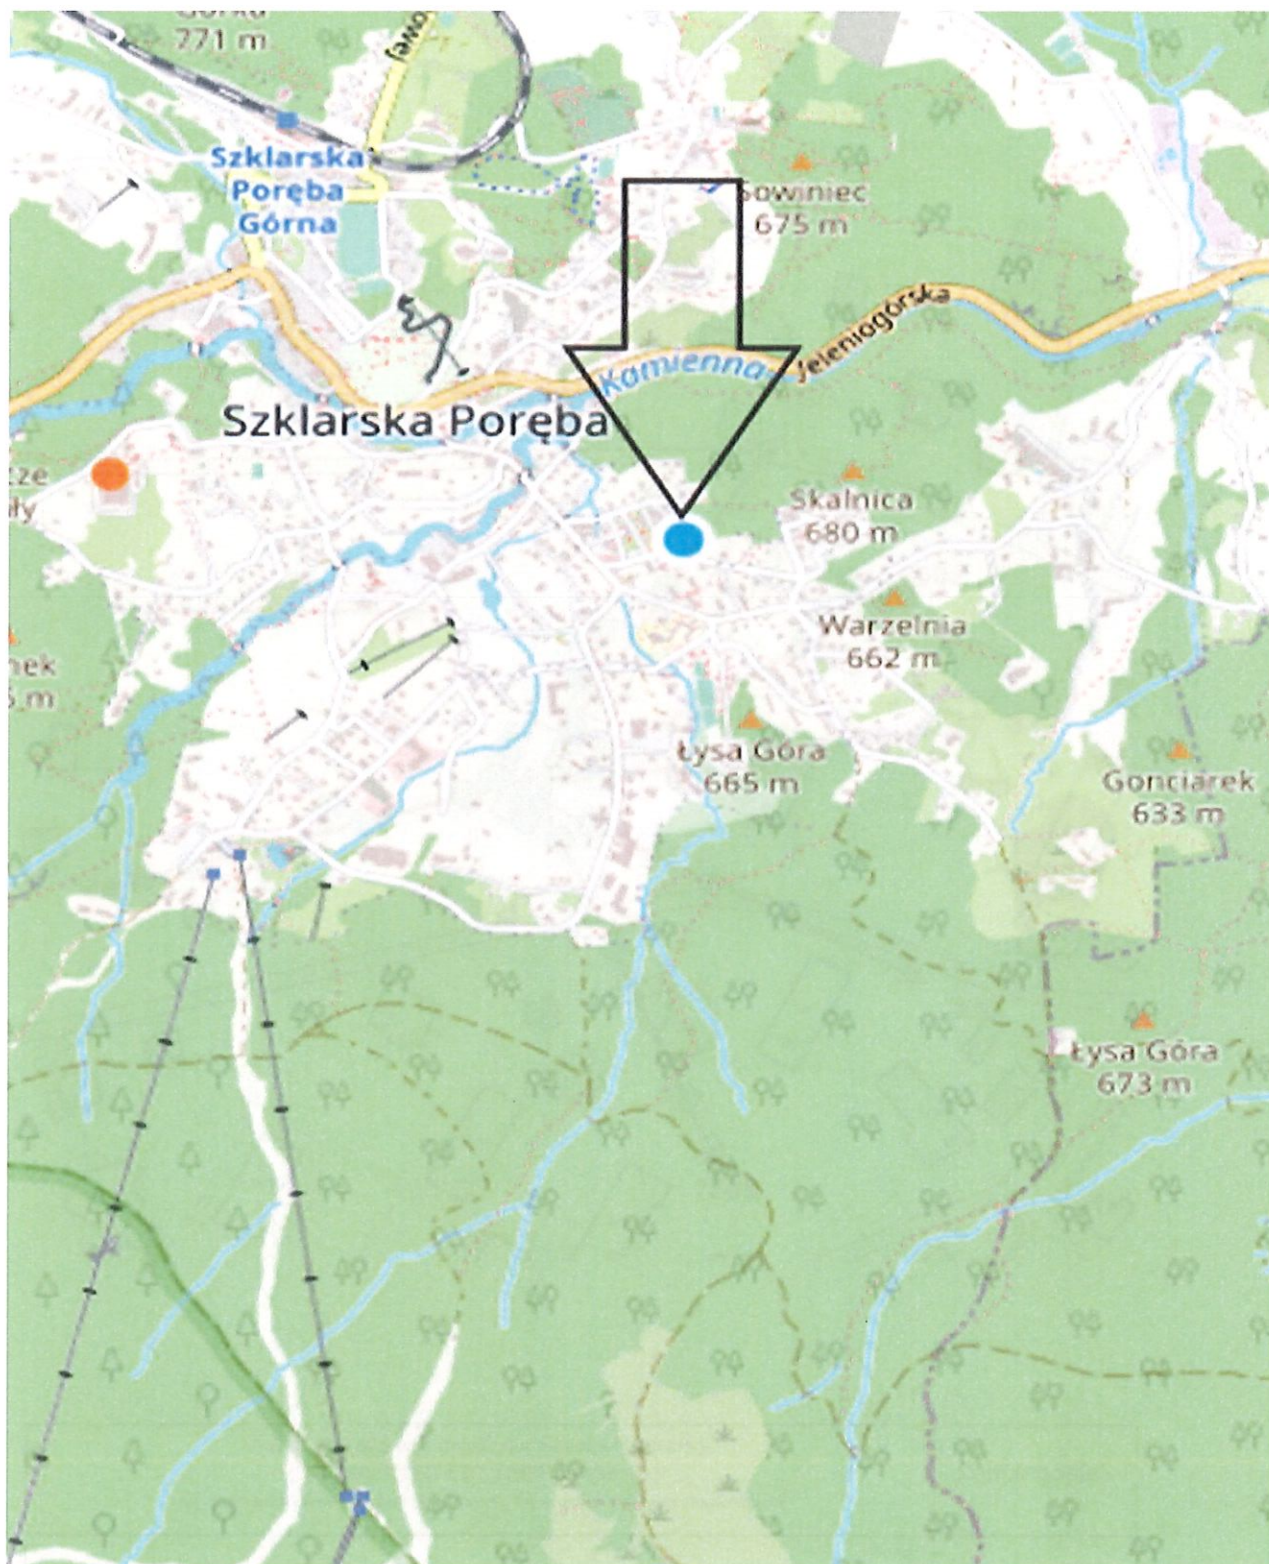 771 m
Szklarska
Poręba
Górna
Sowiniec
675 m
Jeleniogórska
Kamienna
Szklarska Poręba
Skalnica
680 m
Warzelnia
662 m
Łysa Góra
665 m
Gonciarek
633 m
Łysa Góra
673 m